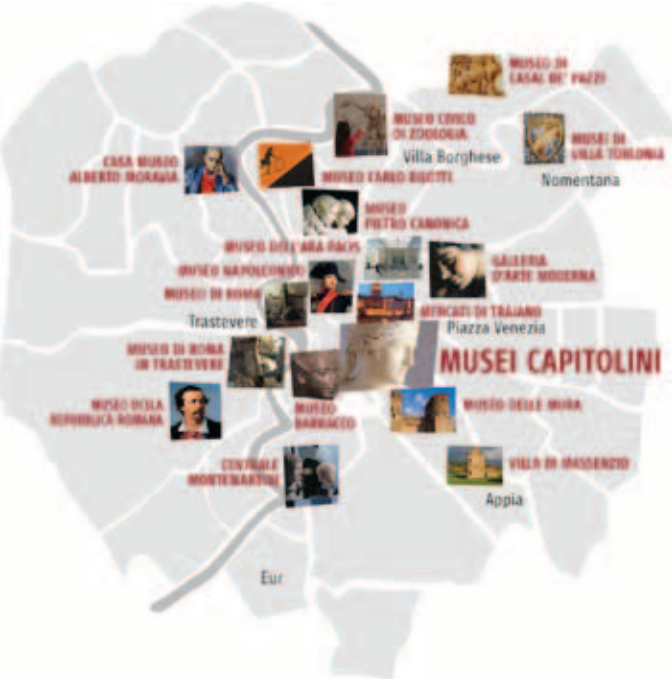 MUSEO DI
CASAL DE' PAZZI
MUSEO CIVICO
DI ZOOLOGIA
MUSEI DI
VILLA TORLONIA
Villa Borghese
CASA MUSEO
ALBERTO MORAVIA
MUSEO CARLO BILOTTI
Nomentana
MUSEO
PIETRO CANONICA
MUSEO DELL'ARA PACIS
GALLERIA
D'ARTE MODERNA
MUSEO NAPOLEONICO
MUSEO DI ROMA
MERCATI DI TRAIANO
Trastevere
Piazza Venezia
MUSEO DI ROMA
IN TRASTEVERE
MUSEI CAPITOLINI
MUSEO DELLA
REPUBBLICA ROMANA
MUSEO
BARRACCO
MUSEO DELLE MURA
CENTRALE
MONTEMARTINI
VILLA DI MASSENZIO
Appia
Eur